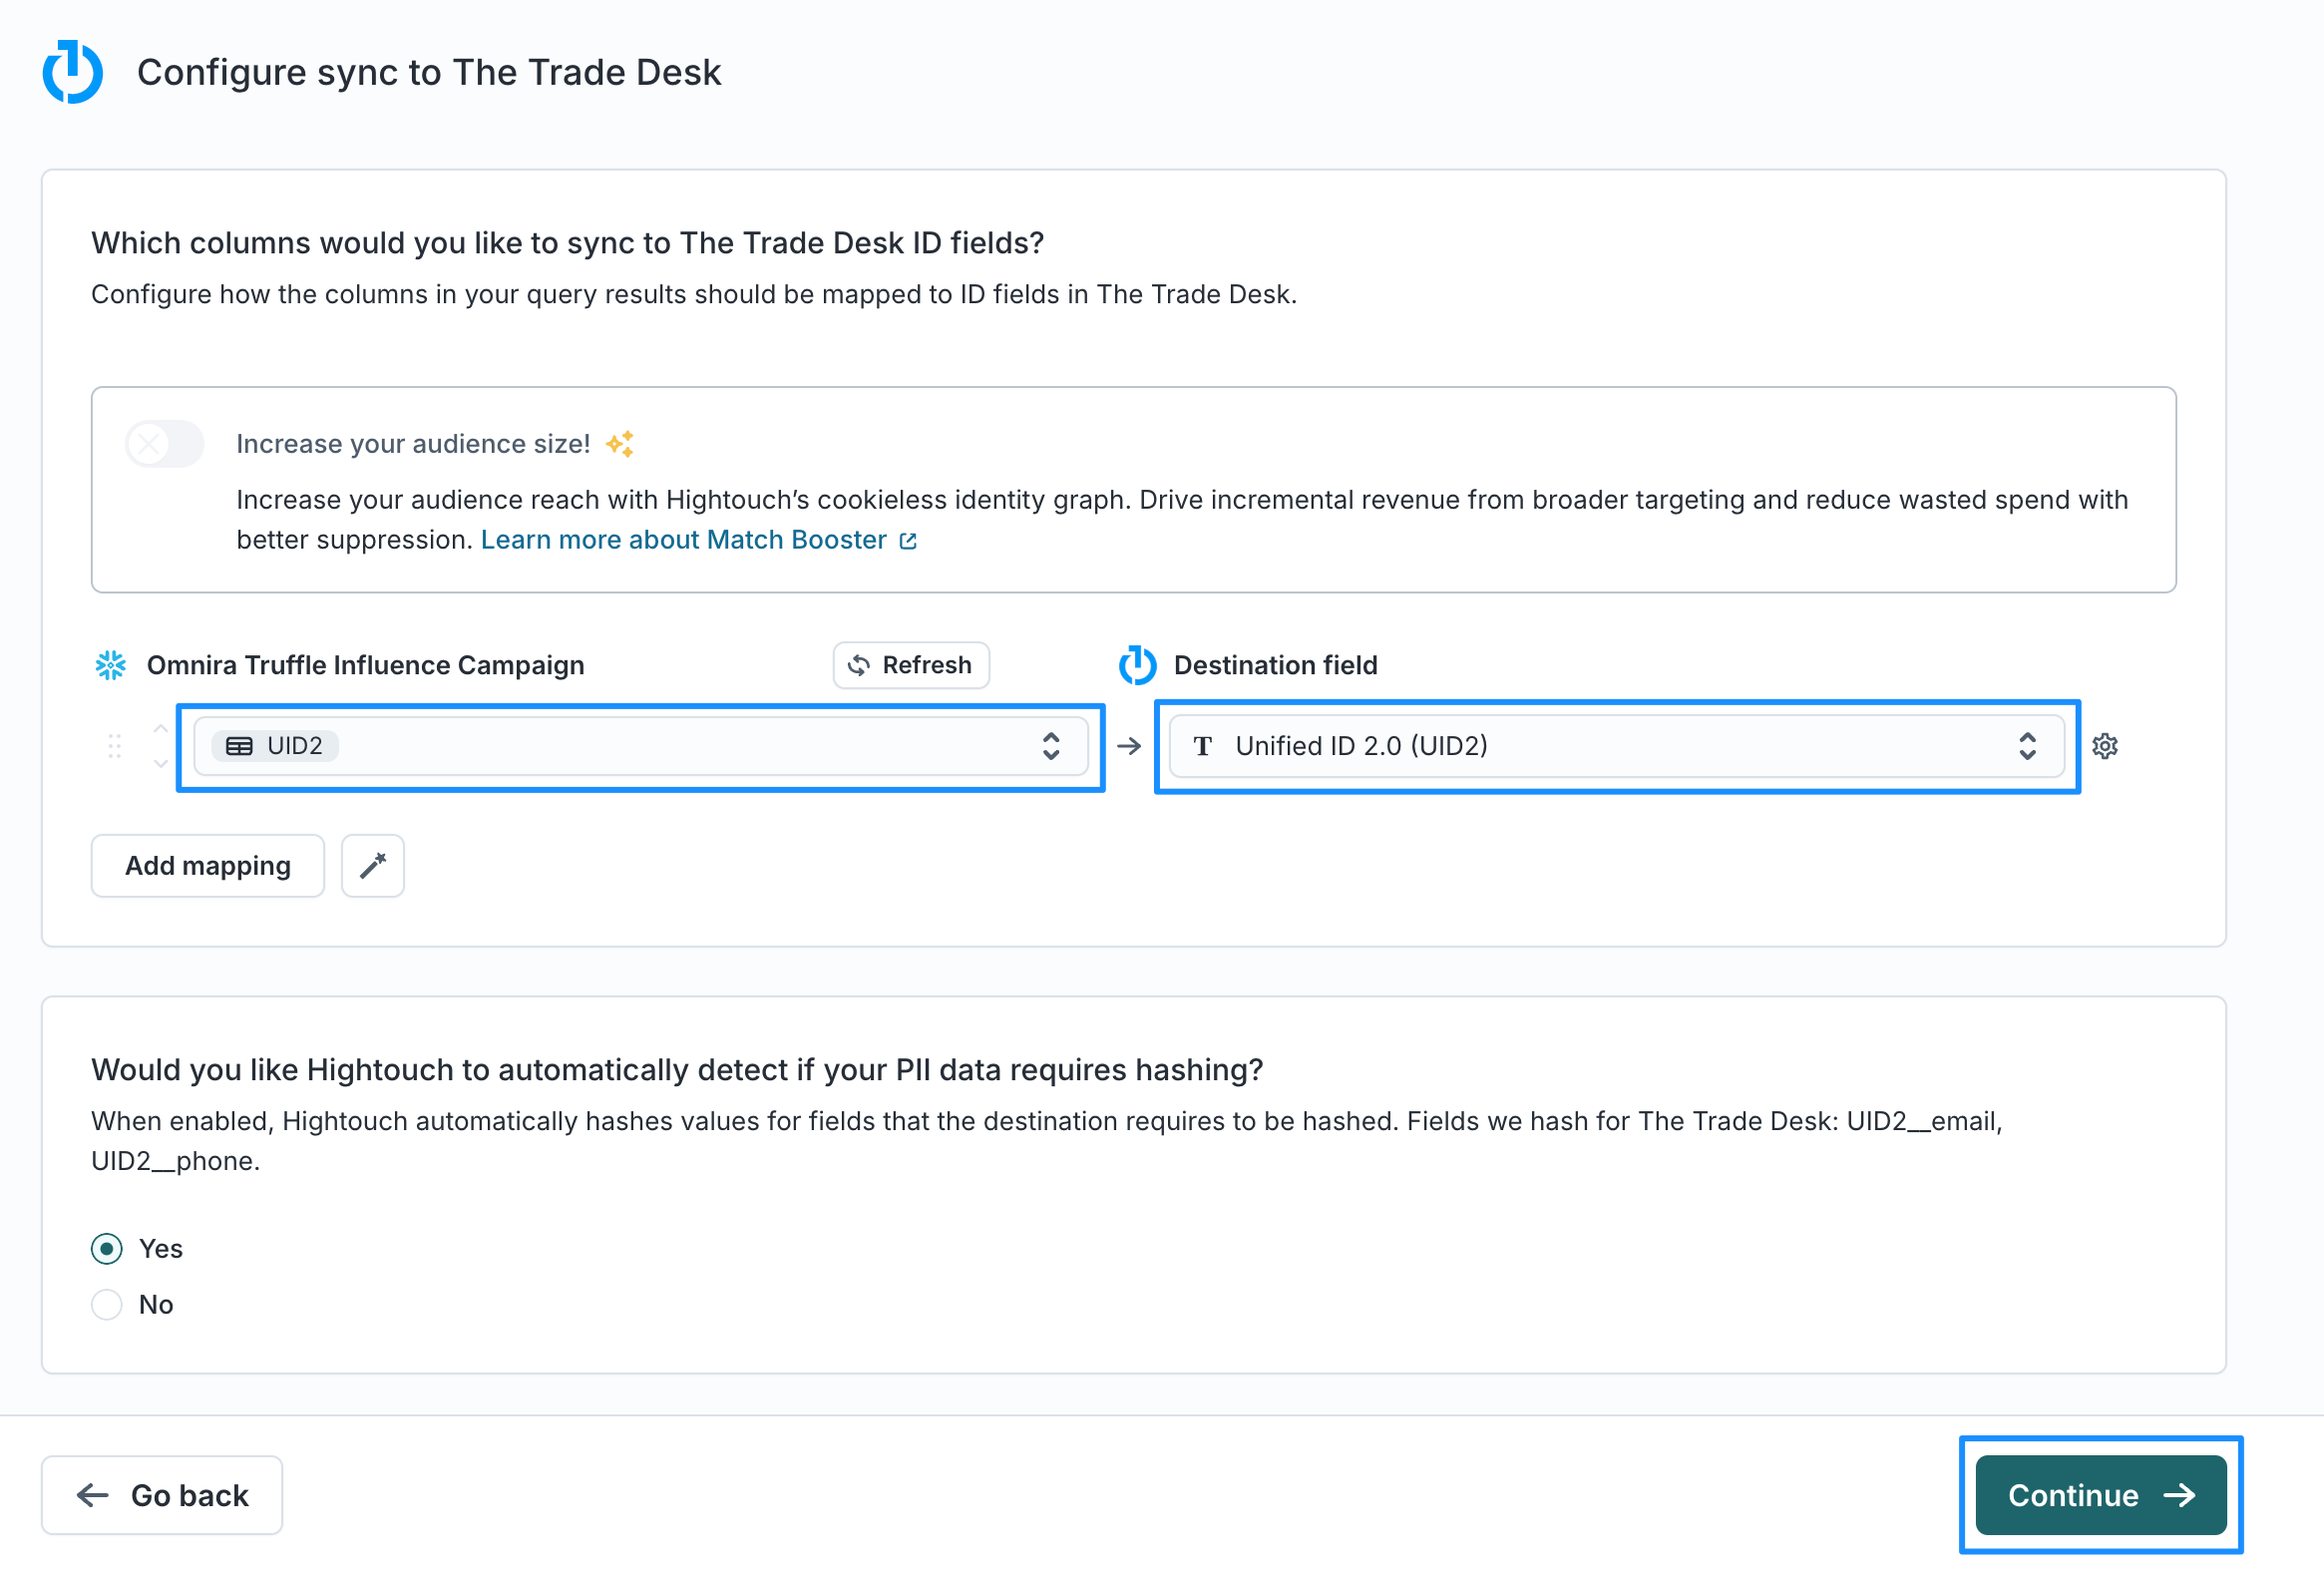 Configure sync to The Trade Desk
Which columns would you like to sync to The Trade Desk ID fields?
Configure how the columns in your query results should be mapped to ID fields in The Trade Desk.
Increase your audience size!
Increase your audience reach with Hightouch’s cookieless identity graph. Drive incremental revenue from broader targeting and reduce wasted spend with
better suppression. Learn more about Match Booster
Omnira Truffle Influence Campaign
Refresh
Destination field
UID2
T Unified ID 2.0 (UID2)
Add mapping
Would you like Hightouch to automatically detect if your PII data requires hashing?
When enabled, Hightouch automatically hashes values for fields that the destination requires to be hashed. Fields we hash for The Trade Desk: UID2__email,
UID2__phone.
Yes
No
Go back
Continue